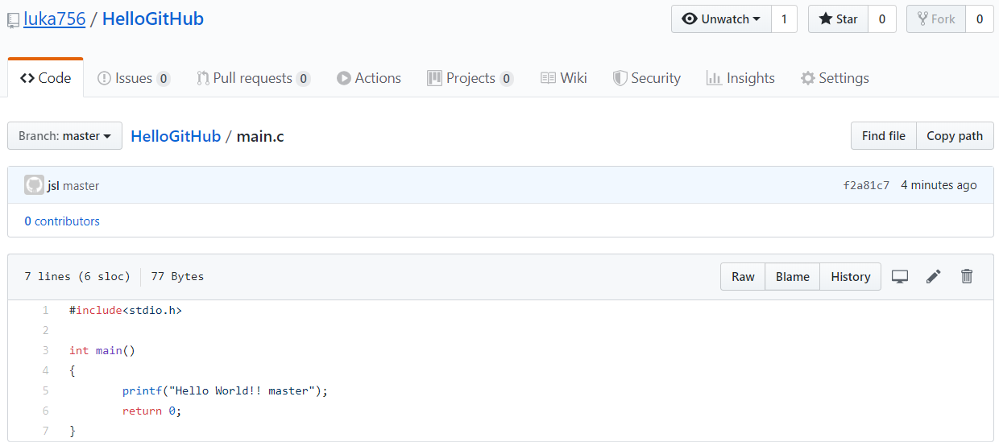 luka756 / HelloGitHub Unwatch 1 Star 0 Fork 0
Code Issues 0 Pull requests 0 Actions Projects 0 Wiki Security Insights Settings
Branch: master HelloGitHub / main.c Find file Copy path
jsl master f2a81c7 4 minutes ago
0 contributors
7 lines (6 sloc) 77 Bytes Raw Blame History
1 #include<stdio.h>
2
3 int main()
4 {
5 printf("Hello World!! master");
6 return 0;
7 }